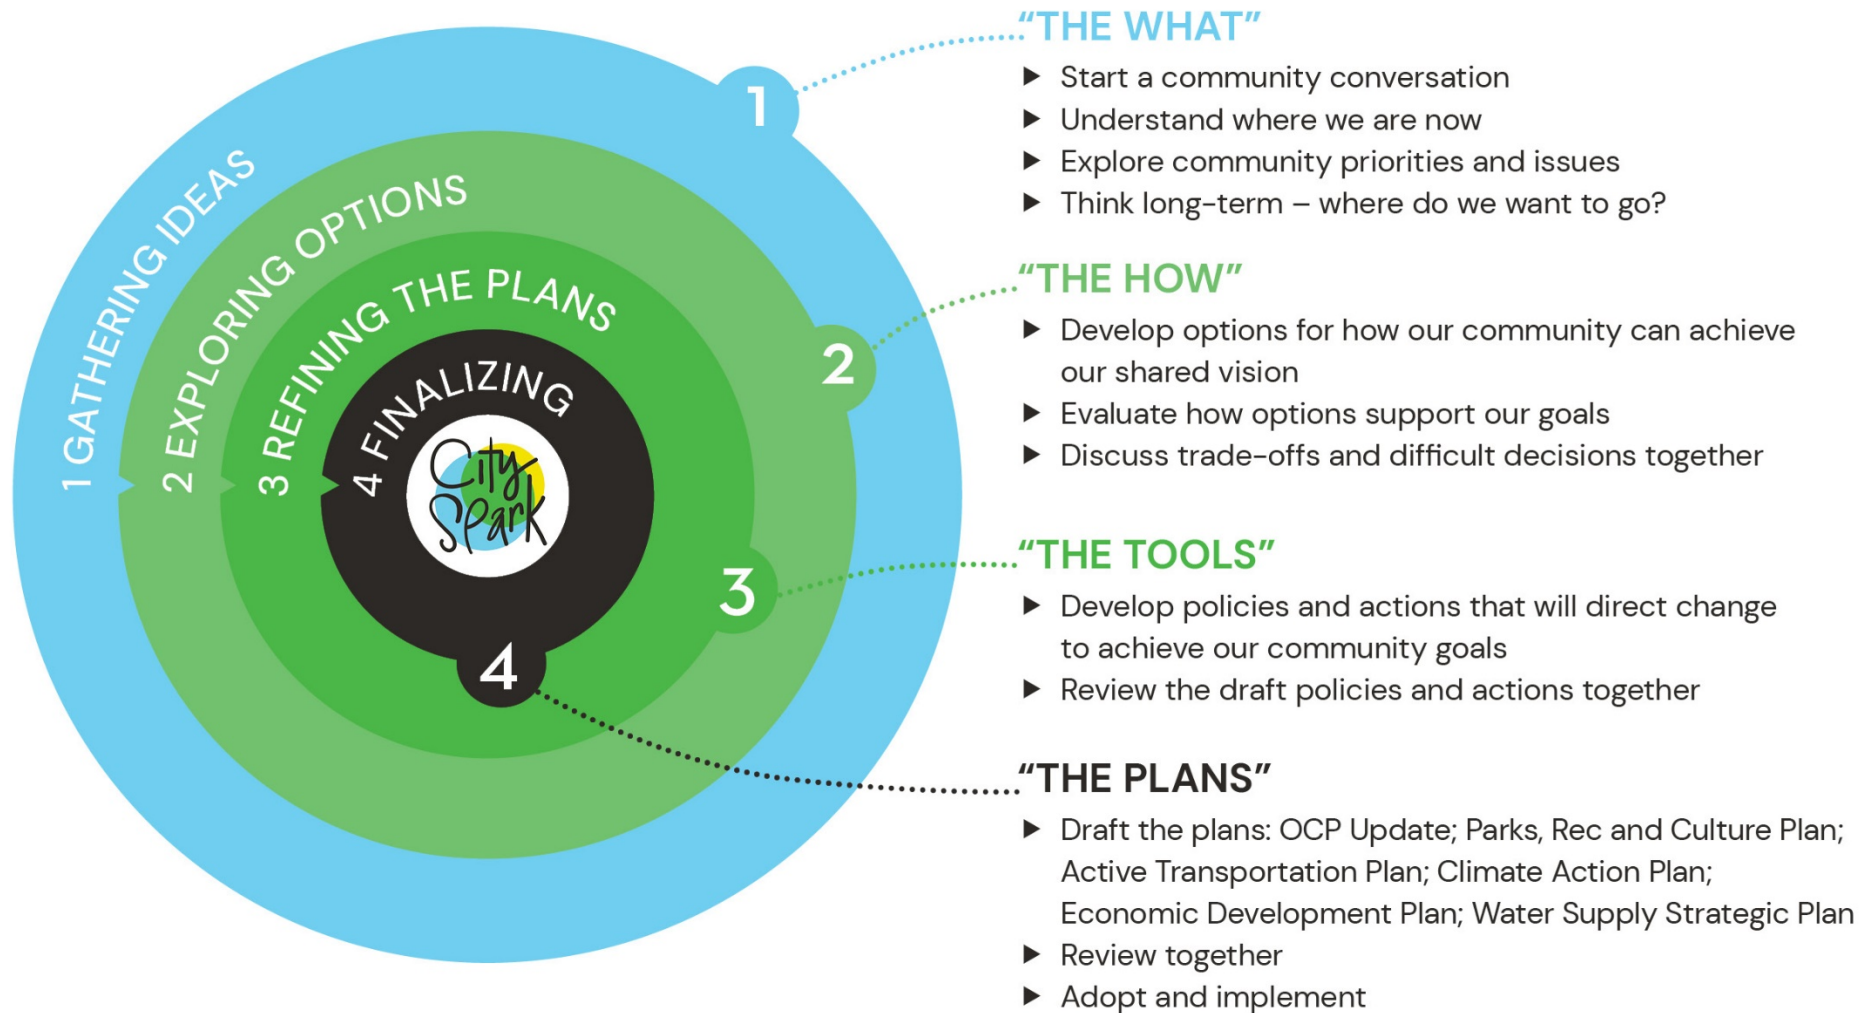 “THE WHAT”
▶ Start a community conversation
▶ Understand where we are now
▶ Explore community priorities and issues
▶ Think long-term – where do we want to go?
“THE HOW”
▶ Develop options for how our community can achieve
our shared vision
▶ Evaluate how options support our goals
▶ Discuss trade-offs and difficult decisions together
“THE TOOLS”
▶ Develop policies and actions that will direct change
to achieve our community goals
▶ Review the draft policies and actions together
“THE PLANS”
▶ Draft the plans: OCP Update; Parks, Rec and Culture Plan;
Active Transportation Plan; Climate Action Plan;
Economic Development Plan; Water Supply Strategic Plan
▶ Review together
▶ Adopt and implement
1 GATHERING IDEAS
2 EXPLORING OPTIONS
3 REFINING THE PLANS
4 FINALIZING
City
Spark
1
2
3
4